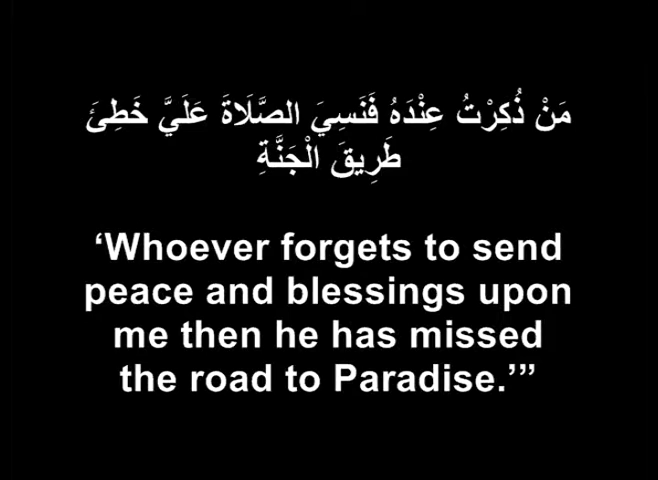 مَنْ ذُكِرْتُ عِنْدَهُ فَنَسِيَ الصَّلَاةَ عَلَيَّ خَطِئَ
طَرِيقَ الْجَنَّةِ
‘Whoever forgets to send
peace and blessings upon
me then he has missed
the road to Paradise.’”